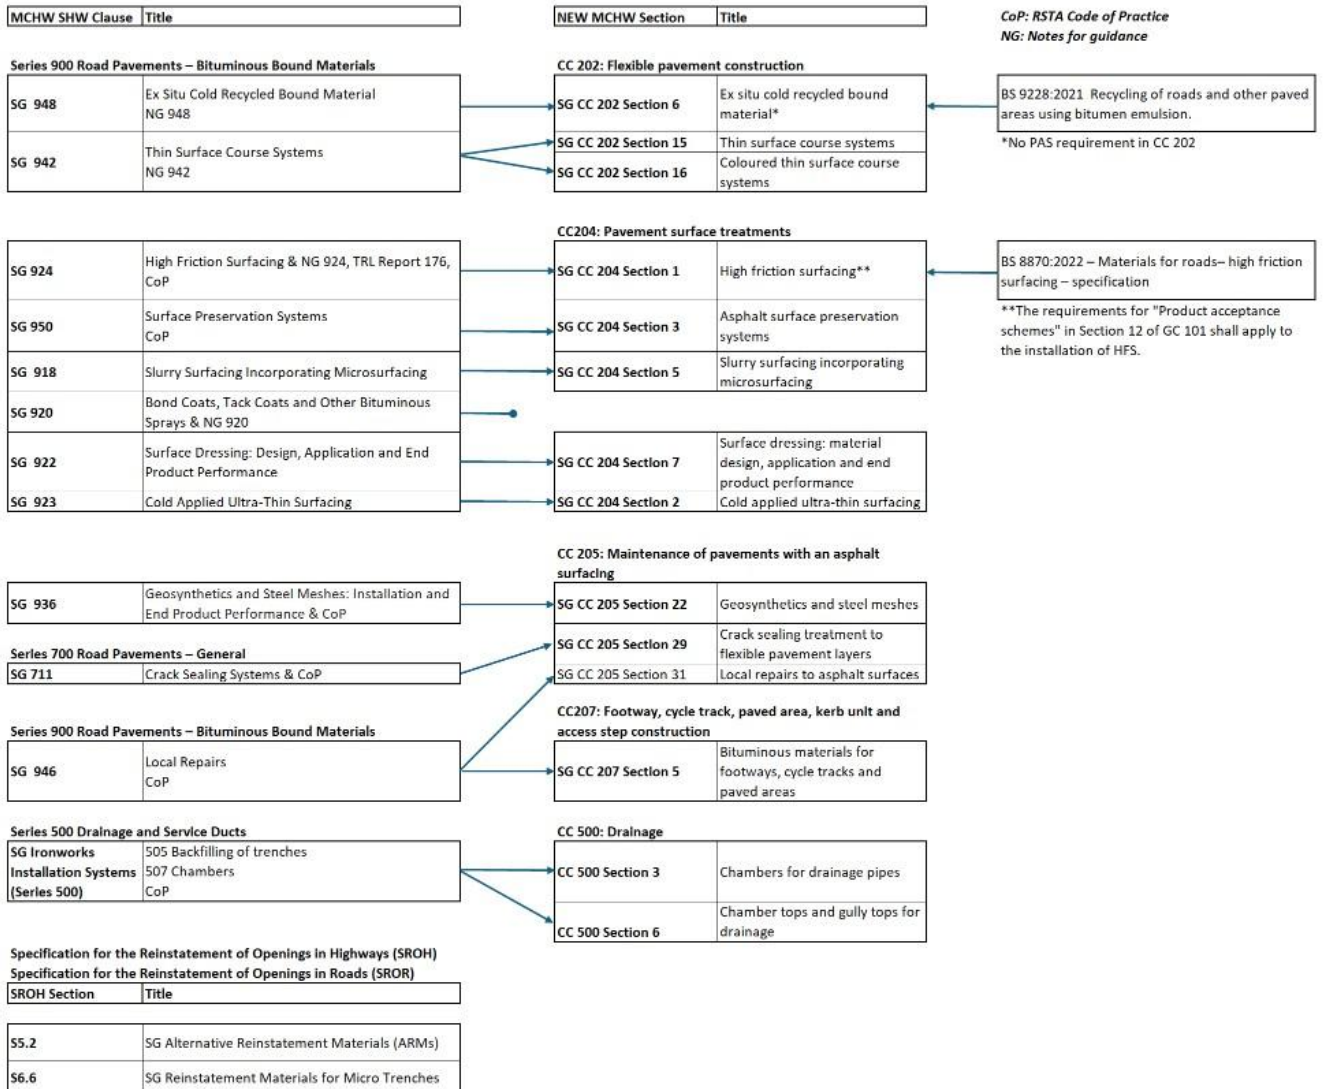 MCHW SHW Clause Title
NEW MCHW Section Title
CoP: RSTA Code of Practice
NG: Notes for guidance
Series 900 Road Pavements – Bituminous Bound Materials
CC 202: Flexible pavement construction
SG 948
Ex Situ Cold Recycled Bound Material
NG 948
SG CC 202 Section 6
Ex situ cold recycled bound
material*
BS 9228:2021 Recycling of roads and other paved
areas using bitumen emulsion.
*No PAS requirement in CC 202
SG 942
Thin Surface Course Systems
NG 942
SG CC 202 Section 15
Thin surface course systems
SG CC 202 Section 16
Coloured thin surface course
systems
CC204: Pavement surface treatments
SG 924
High Friction Surfacing & NG 924, TRL Report 176,
CoP
SG CC 204 Section 1
High friction surfacing**
BS 8870:2022 – Materials for roads– high friction
surfacing – specification
**The requirements for "Product acceptance
schemes" in Section 12 of GC 101 shall apply to
the installation of HFS.
SG 950
Surface Preservation Systems
CoP
SG CC 204 Section 3
Asphalt surface preservation
systems
SG 918
Slurry Surfacing Incorporating Microsurfacing
SG CC 204 Section 5
Slurry surfacing incorporating
microsurfacing
SG 920
Bond Coats, Tack Coats and Other Bituminous
Sprays & NG 920
SG 922
Surface Dressing: Design, Application and End
Product Performance
SG CC 204 Section 7
Surface dressing: material
design, application and end
product performance
SG 923
Cold Applied Ultra-Thin Surfacing
SG CC 204 Section 2
Cold applied ultra-thin surfacing
CC 205: Maintenance of pavements with an asphalt
surfacing
SG 936
Geosynthetics and Steel Meshes: Installation and
End Product Performance & CoP
SG CC 205 Section 22
Geosynthetics and steel meshes
Series 700 Road Pavements – General
SG 711
Crack Sealing Systems & CoP
SG CC 205 Section 29
Crack sealing treatment to
flexible pavement layers
SG CC 205 Section 31
Local repairs to asphalt surfaces
Series 900 Road Pavements – Bituminous Bound Materials
CC207: Footway, cycle track, paved area, kerb unit and
access step construction
SG 946
Local Repairs
CoP
SG CC 207 Section 5
Bituminous materials for
footways, cycle tracks and
paved areas
Series 500 Drainage and Service Ducts
CC 500: Drainage
SG Ironworks
Installation Systems
(Series 500)
505 Backfilling of trenches
507 Chambers
CoP
CC 500 Section 3
Chambers for drainage pipes
CC 500 Section 6
Chamber tops and gully tops for
drainage
Specification for the Reinstatement of Openings in Highways (SROH)
Specification for the Reinstatement of Openings in Roads (SROR)
SROH Section Title
S5.2
SG Alternative Reinstatement Materials (ARMs)
S6.6
SG Reinstatement Materials for Micro Trenches